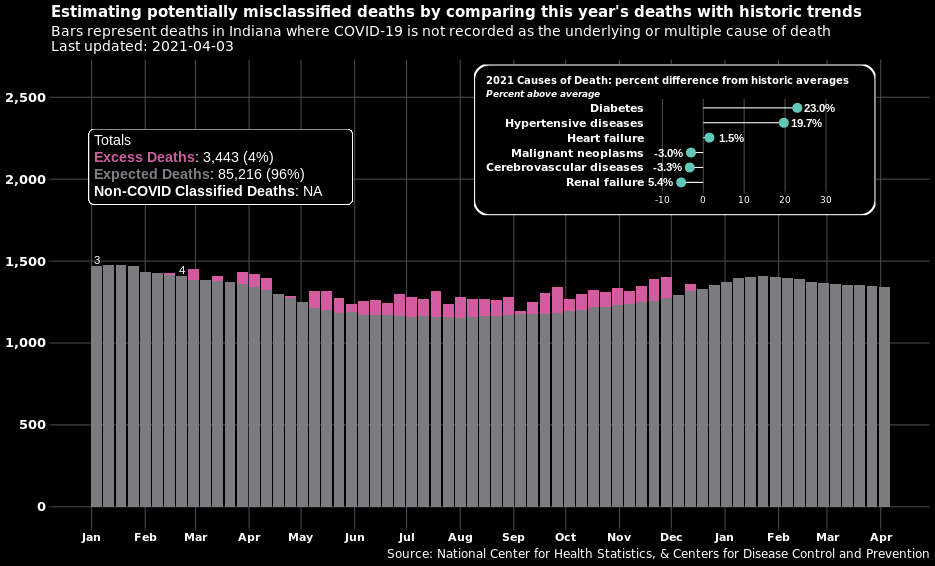 Estimating potentially misclassified deaths by comparing this year's deaths with historic trends
Bars represent deaths in Indiana where COVID-19 is not recorded as the underlying or multiple cause of death
Last updated: 2021-04-03
2021 Causes of Death: percent difference from historic averages
Percent above average
Diabetes 23.0%
Hypertensive diseases 19.7%
Heart failure 1.5%
Malignant neoplasms -3.0%
Cerebrovascular diseases -3.3%
Renal failure 5.4%
-10 0 10 20 30
Totals
Excess Deaths: 3,443 (4%)
Expected Deaths: 85,216 (96%)
Non-COVID Classified Deaths: NA
2,500
2,000
1,500
1,000
500
0
3
4
Jan Feb Mar Apr May Jun Jul Aug Sep Oct Nov Dec Jan Feb Mar Apr
Source: National Center for Health Statistics, & Centers for Disease Control and Prevention